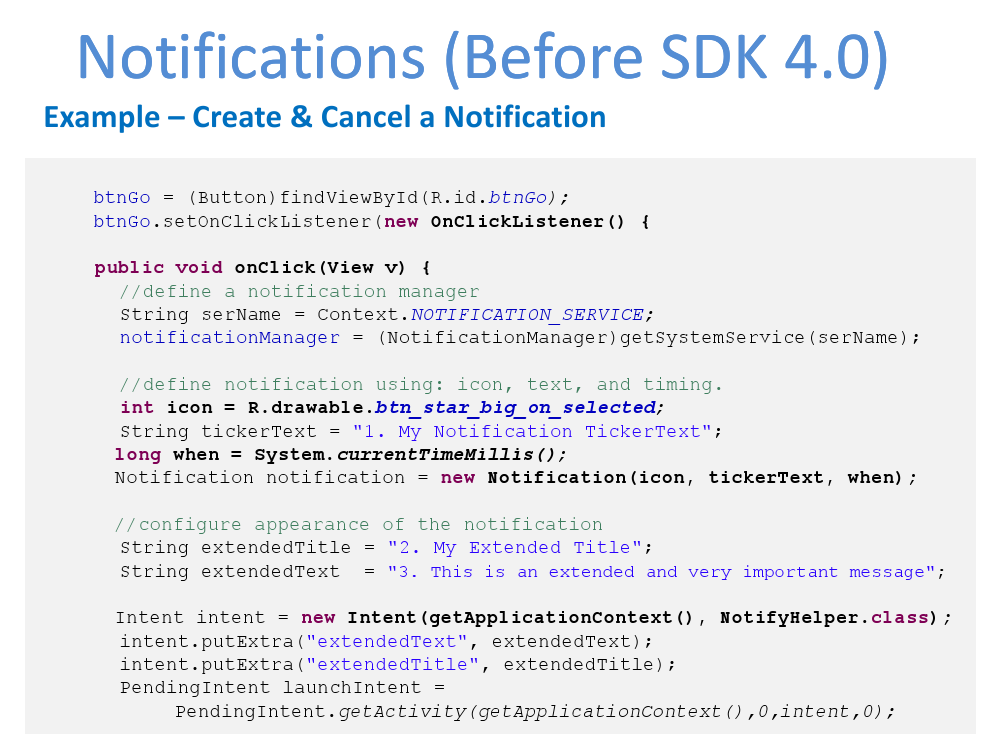 Notifications (Before SDK 4.0)
Example – Create & Cancel a Notification
btnGo = (Button)findViewById(R.id.btnGo);
btnGo.setOnClickListener(new OnClickListener() {
public void onClick(View v) {
//define a notification manager
String serName = Context.NOTIFICATION_SERVICE;
notificationManager = (NotificationManager)getSystemService(serName);
//define notification using: icon, text, and timing.
int icon = R.drawable.btn_star_big_on_selected;
String tickerText = "1. My Notification TickerText";
long when = System.currentTimeMillis();
Notification notification = new Notification(icon, tickerText, when);
//configure appearance of the notification
String extendedTitle = "2. My Extended Title";
String extendedText  = "3. This is an extended and very important message";
Intent intent = new Intent(getApplicationContext(), NotifyHelper.class);
intent.putExtra("extendedText", extendedText);
intent.putExtra("extendedTitle", extendedTitle);
PendingIntent launchIntent =
PendingIntent.getActivity(getApplicationContext(),0,intent,0);